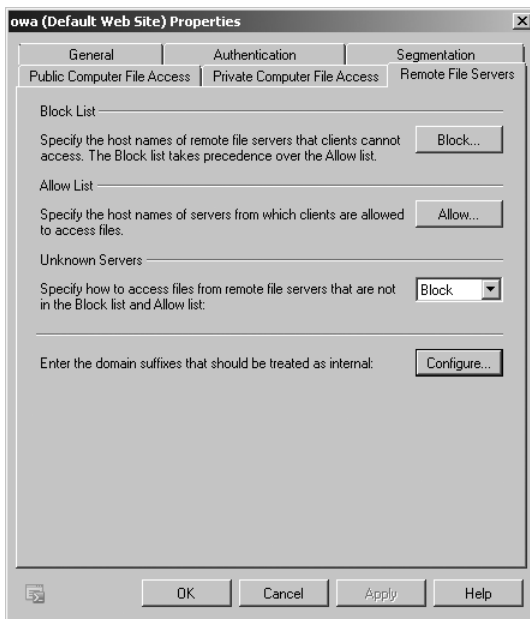 owa (Default Web Site) Properties
General
Authentication
Segmentation
Public Computer File Access
Private Computer File Access
Remote File Servers
Block List
Specify the host names of remote file servers that clients cannot
access. The Block list takes precedence over the Allow list.
Block...
Allow List
Specify the host names of servers from which clients are allowed
to access files.
Allow...
Unknown Servers
Specify how to access files from remote file servers that are not
in the Block list and Allow list:
Block
Enter the domain suffixes that should be treated as internal:
Configure...
OK
Cancel
Apply
Help